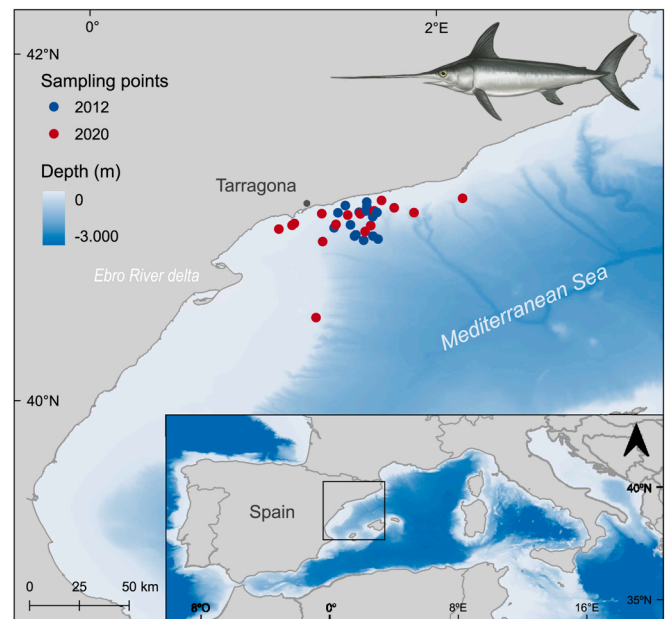 0°
2°E
42°N
Sampling points
2012
2020
Depth (m)
0
-3.000
Tarragona
Ebro River delta
Mediterranean Sea
40°N
Spain
40°N
35°N
0
25
50 km
8°O
0°
8°E
16°E